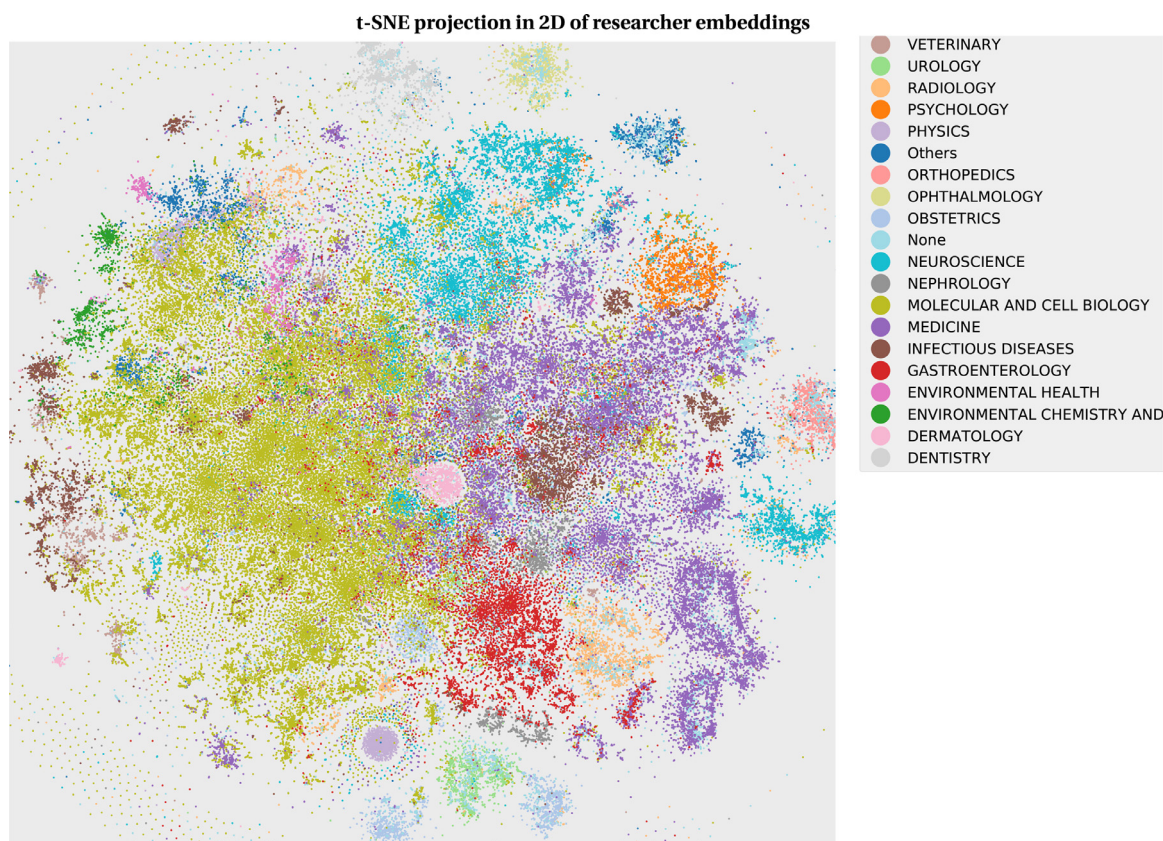 t-SNE projection in 2D of researcher embeddings
VETERINARY
UROLOGY
RADIOLOGY
PSYCHOLOGY
PHYSICS
Others
ORTHOPEDICS
OPHTHALMOLOGY
OBSTETRICS
None
NEUROSCIENCE
NEPHROLOGY
MOLECULAR AND CELL BIOLOGY
MEDICINE
INFECTIOUS DISEASES
GASTROENTEROLOGY
ENVIRONMENTAL HEALTH
ENVIRONMENTAL CHEMISTRY AND
DERMATOLOGY
DENTISTRY